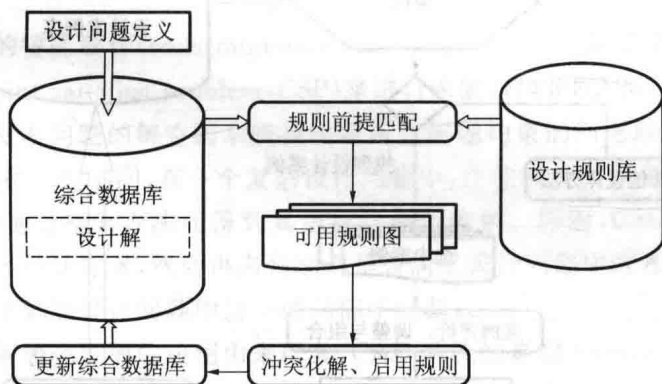 设计问题定义
规则前提匹配
设计规则库
综合数据库
设计解
可用规则图
更新综合数据库
冲突化解、启用规则